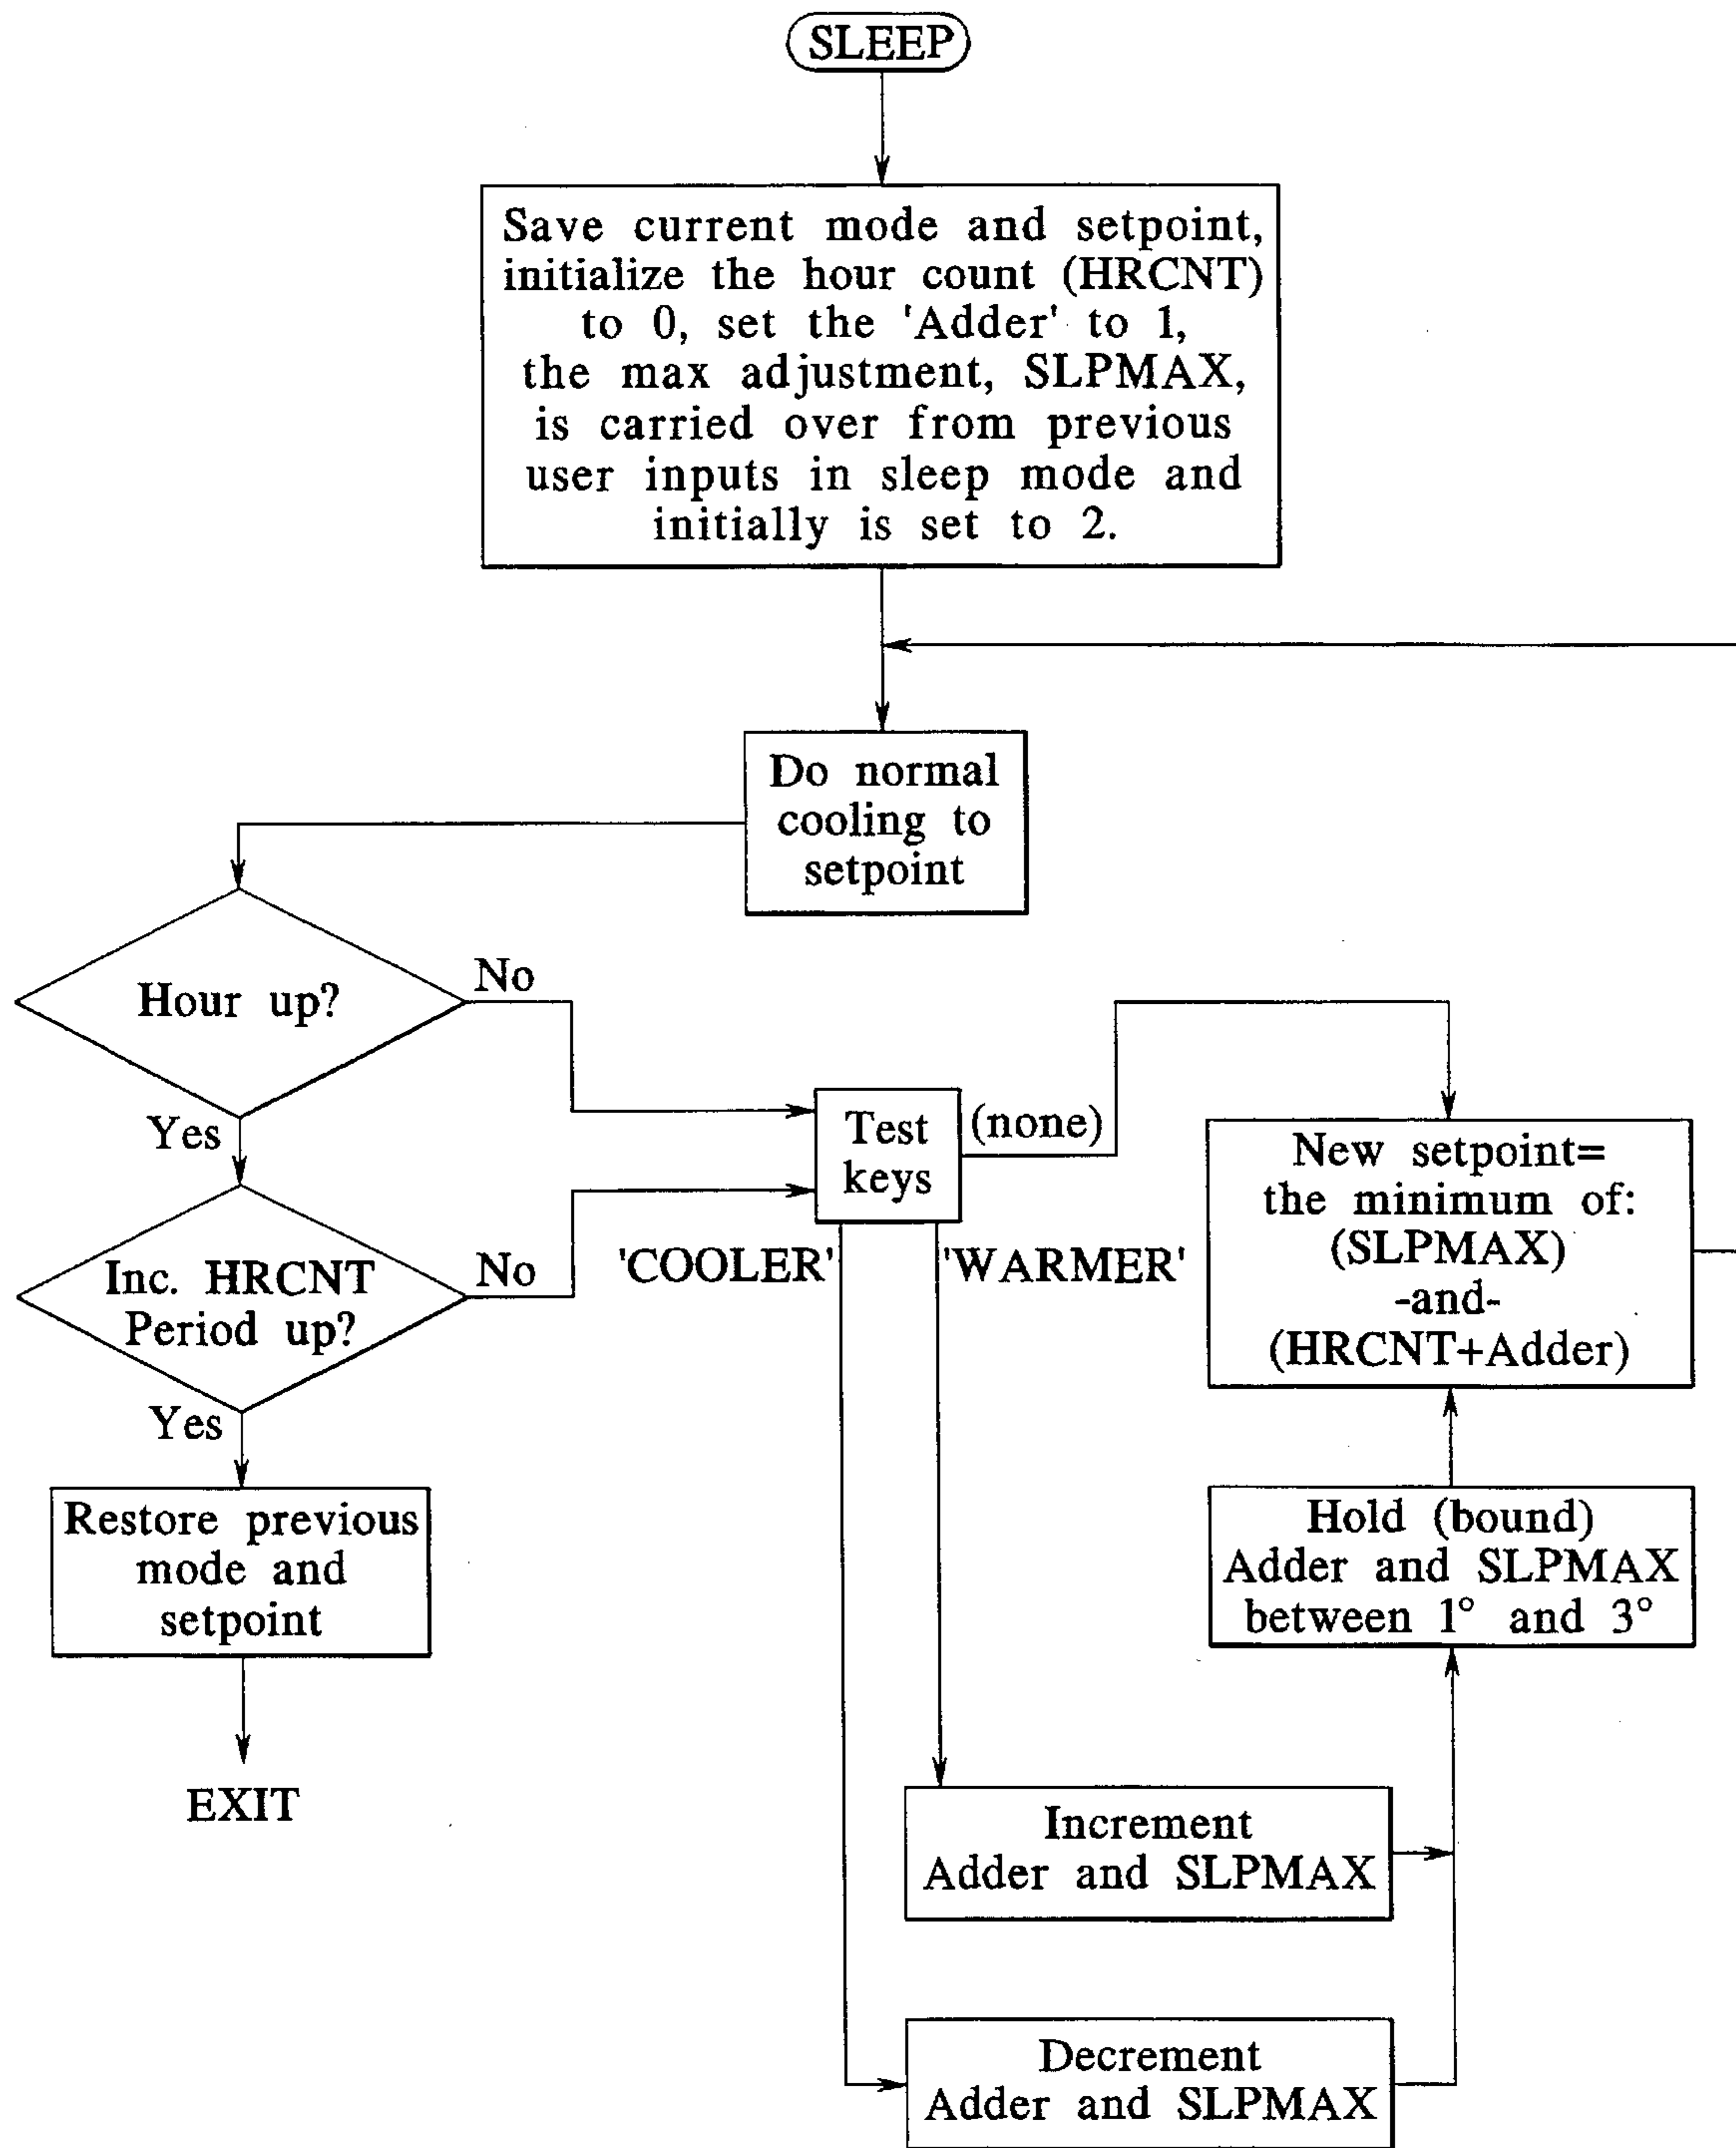 SLEEP
Save current mode and setpoint,
initialize the hour count (HRCNT)
to 0, set the 'Adder' to 1,
the max adjustment, SLPMAX,
is carried over from previous
user inputs in sleep mode and
initially is set to 2.
Do normal
cooling to
setpoint
Hour up?
No
Yes
Inc. HRCNT
Period up?
No
Yes
Restore previous
mode and
setpoint
EXIT
Test
keys
(none)
'COOLER'
'WARMER'
New setpoint=
the minimum of:
(SLPMAX)
-and-
(HRCNT+Adder)
Hold (bound)
Adder and SLPMAX
between 1° and 3°
Increment
Adder and SLPMAX
Decrement
Adder and SLPMAX